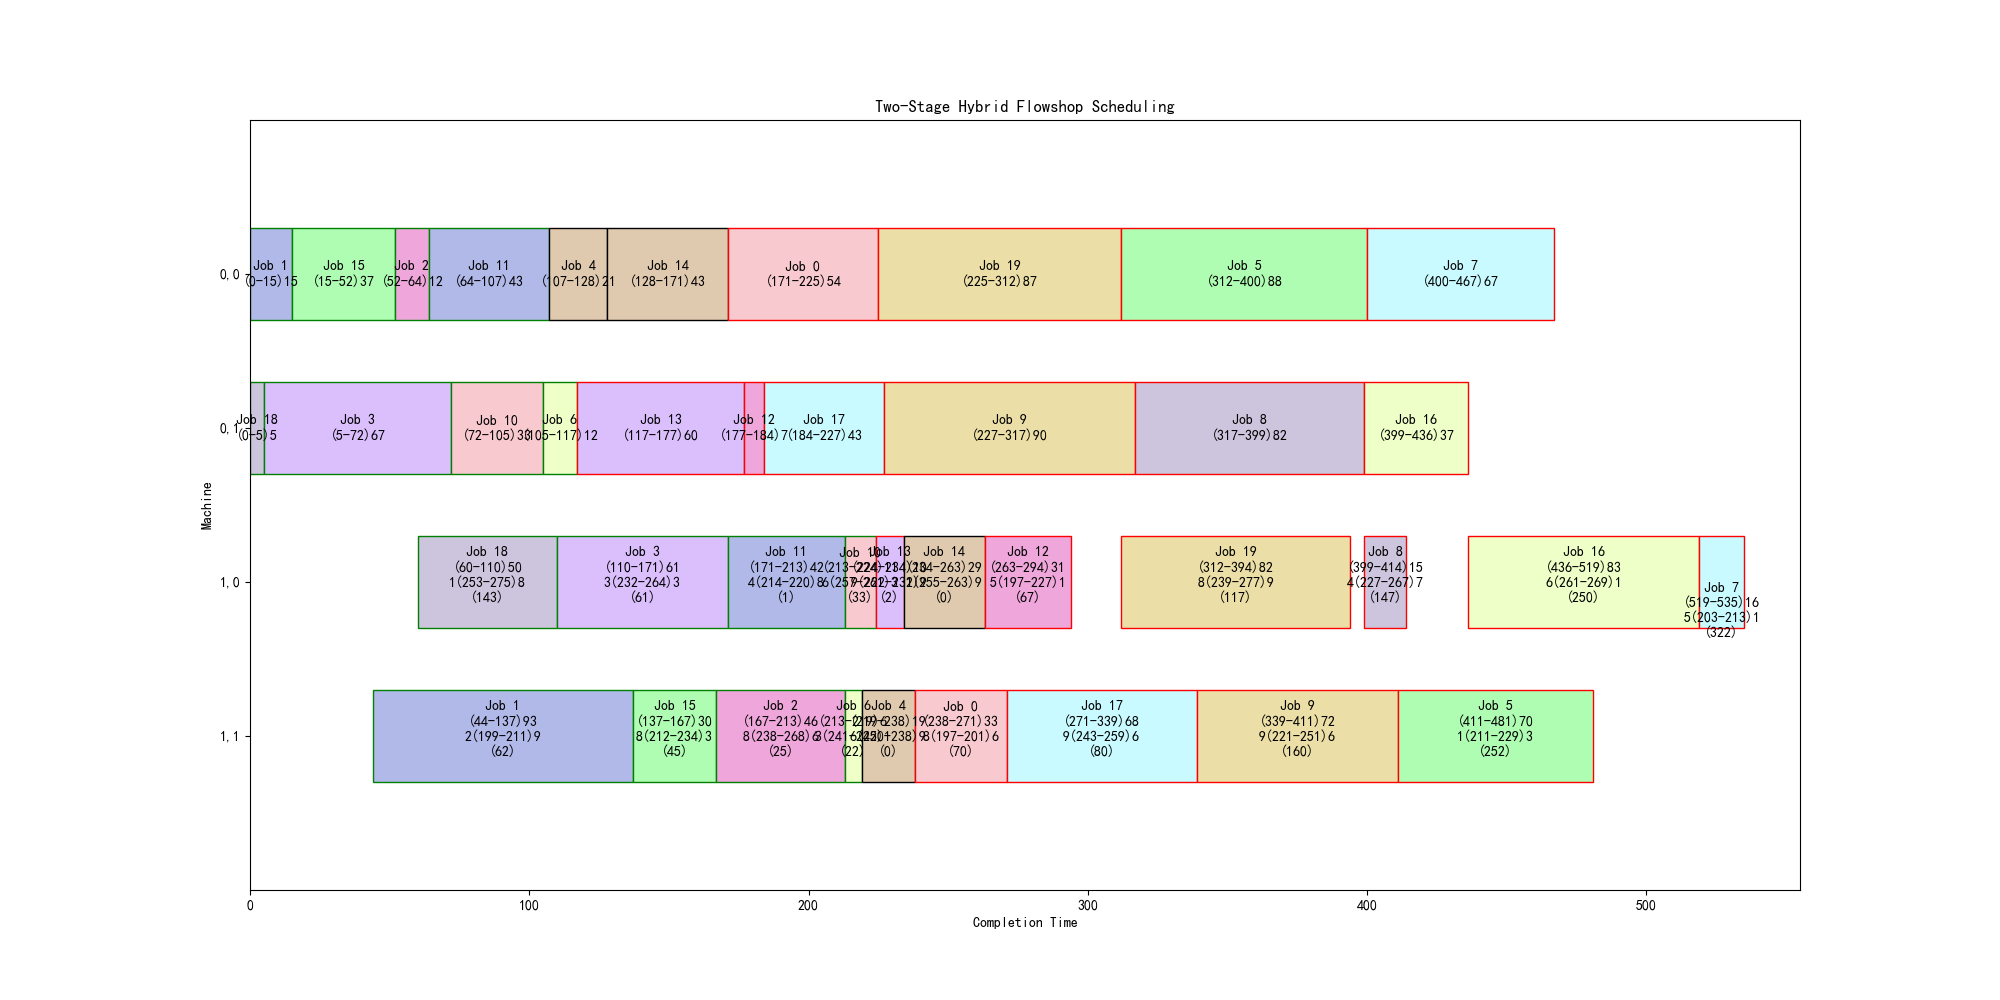 Two-Stage Hybrid Flowshop Scheduling
0,0
Job 1
(0-15)15
Job 15
(15-52)37
Job 2
(52-64)12
Job 11
(64-107)43
Job 4
(107-128)21
Job 14
(128-171)43
Job 0
(171-225)54
Job 19
(225-312)87
Job 5
(312-400)88
Job 7
(400-467)67
0,1
Job 18
(0-5)5
Job 3
(5-72)67
Job 10
(72-105)33
Job 6
(105-117)12
Job 13
(117-177)60
Job 12
(177-184)7
Job 17
(184-227)43
Job 9
(227-317)90
Job 8
(317-399)82
Job 16
(399-436)37
Machine
1,0
Job 18
(60-110)50
1(253-275)8
(143)
Job 3
(110-171)61
3(232-264)3
(61)
Job 11
(171-213)42
4(214-220)8
(1)
Job 10
(33)
Job 13
(2)
Job 14
(234-263)29
(0)
Job 12
(263-294)31
5(197-227)1
(67)
Job 19
(312-394)82
8(239-277)9
(117)
Job 8
(399-414)15
4(227-267)7
(147)
Job 16
(436-519)83
6(261-269)1
(250)
Job 7
(519-535)16
5(203-213)1
(322)
1,1
Job 1
(44-137)93
2(199-211)9
(62)
Job 15
(137-167)30
8(212-234)3
(45)
Job 2
(167-213)46
8(238-268)6
(25)
Job 6
(22)
Job 4
(219-238)19
(0)
Job 0
(238-271)33
8(197-201)6
(70)
Job 17
(271-339)68
9(243-259)6
(80)
Job 9
(339-411)72
9(221-251)6
(160)
Job 5
(411-481)70
1(211-229)3
(252)
0
100
200
300
400
500
Completion Time